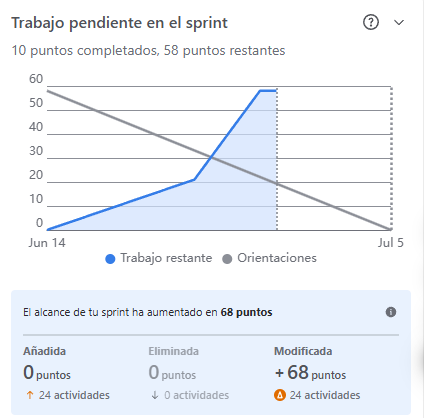 Trabajo pendiente en el sprint
10 puntos completados, 58 puntos restantes
60
50
40
30
20
10
0
Jun 14 Jul 5
Trabajo restante Orientaciones
El alcance de tu sprint ha aumentado en 68 puntos
Añadida Eliminada Modificada
0 puntos 0 puntos + 68 puntos
↑ 24 actividades ↓ 0 actividades 24 actividades